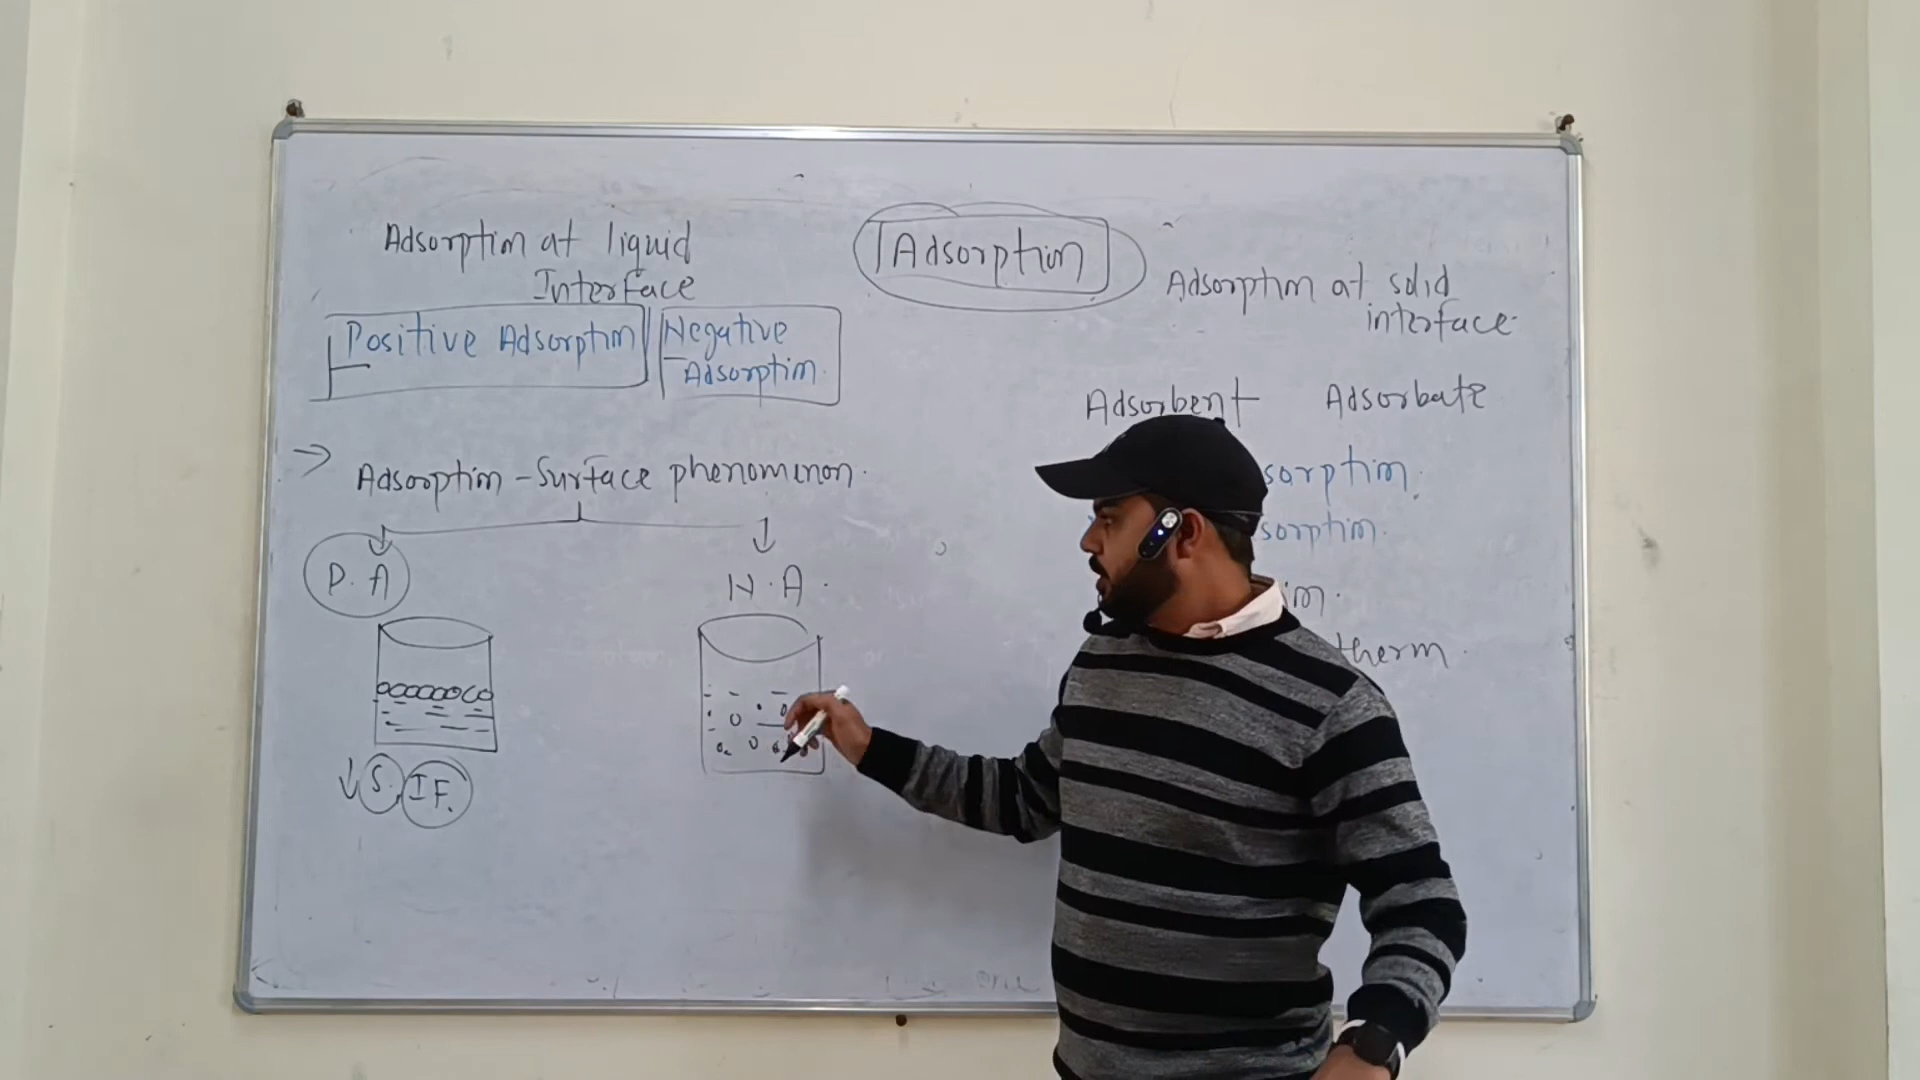 Adsorption at liquid
Interface
Positive Adsorption
Negative
Adsorption.
→ Adsorption - Surface phenomenon.
P. A
N. A.
↓ S. IF.
Adsorption
Adsorption at solid
interface.
Adsorbent Adsorbate
sorption.
sorption.
therm.